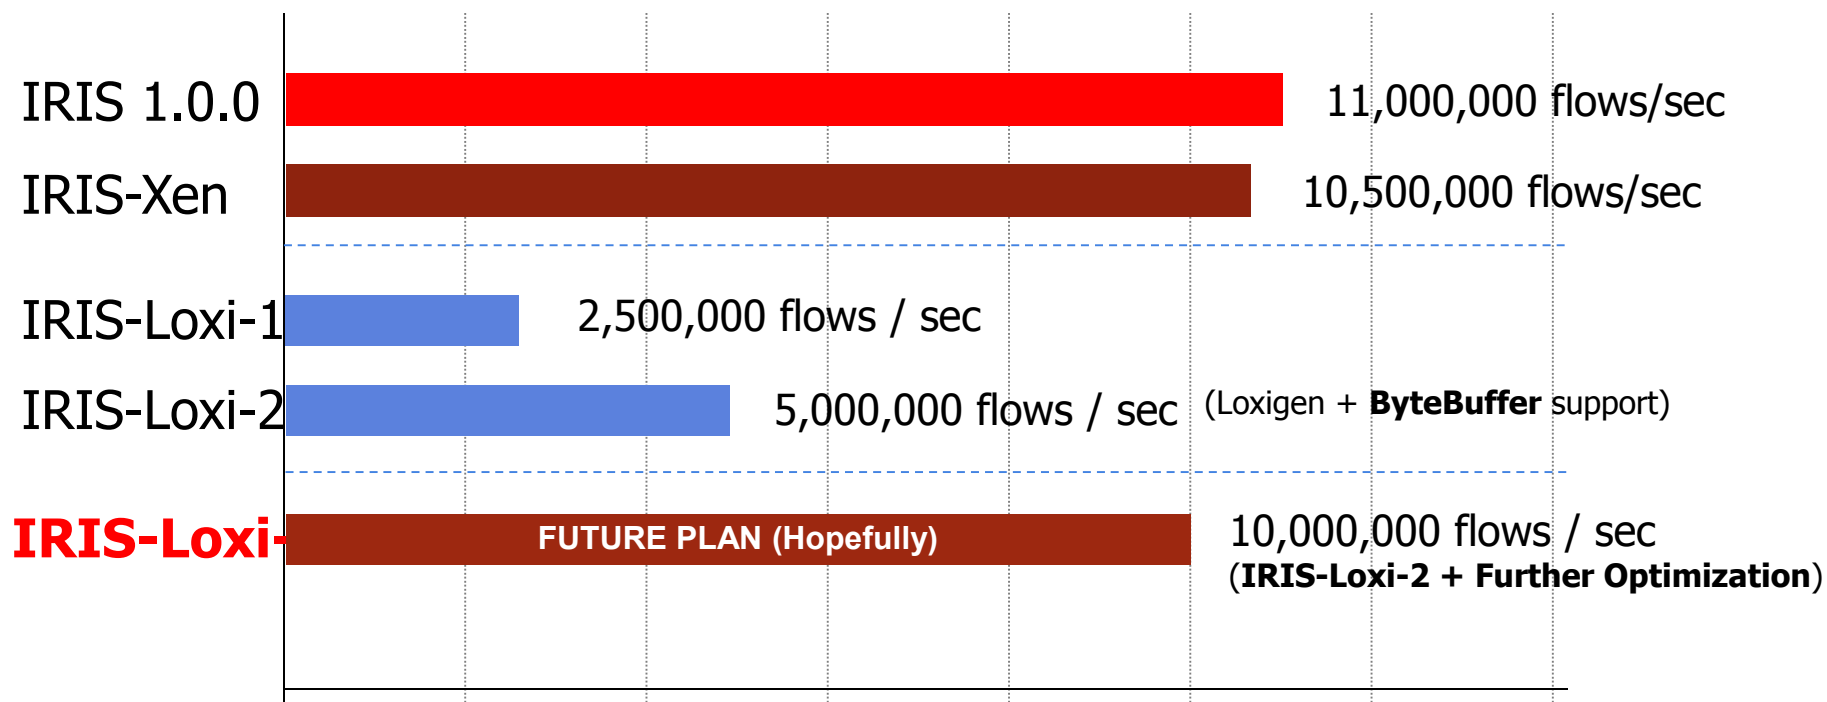 IRIS 1.0.0
11,000,000 flows/sec
IRIS-Xen
10,500,000 flows/sec
IRIS-Loxi-1
2,500,000 flows / sec
IRIS-Loxi-2
5,000,000 flows / sec (Loxigen + ByteBuffer support)
IRIS-Loxi-
FUTURE PLAN (Hopefully)
10,000,000 flows / sec
(IRIS-Loxi-2 + Further Optimization)